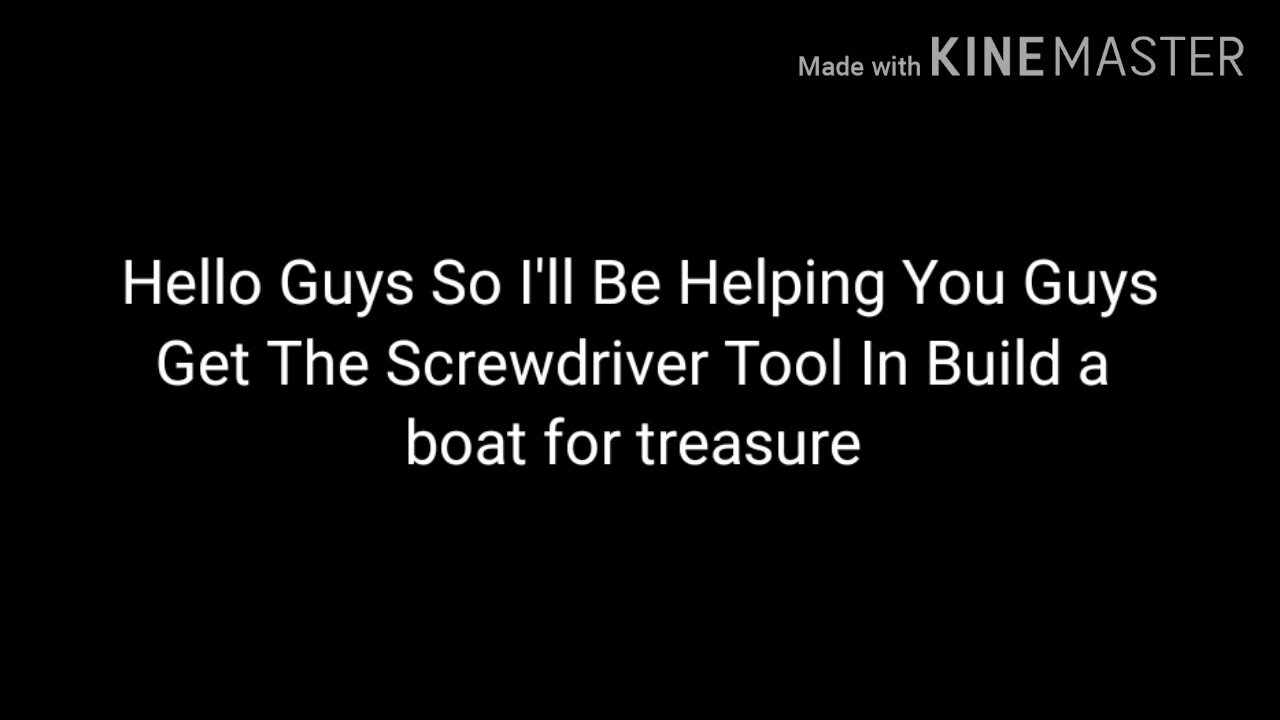 Made with KINEMASTER
Hello Guys So I'll Be Helping You Guys
Get The Screwdriver Tool In Build a
boat for treasure